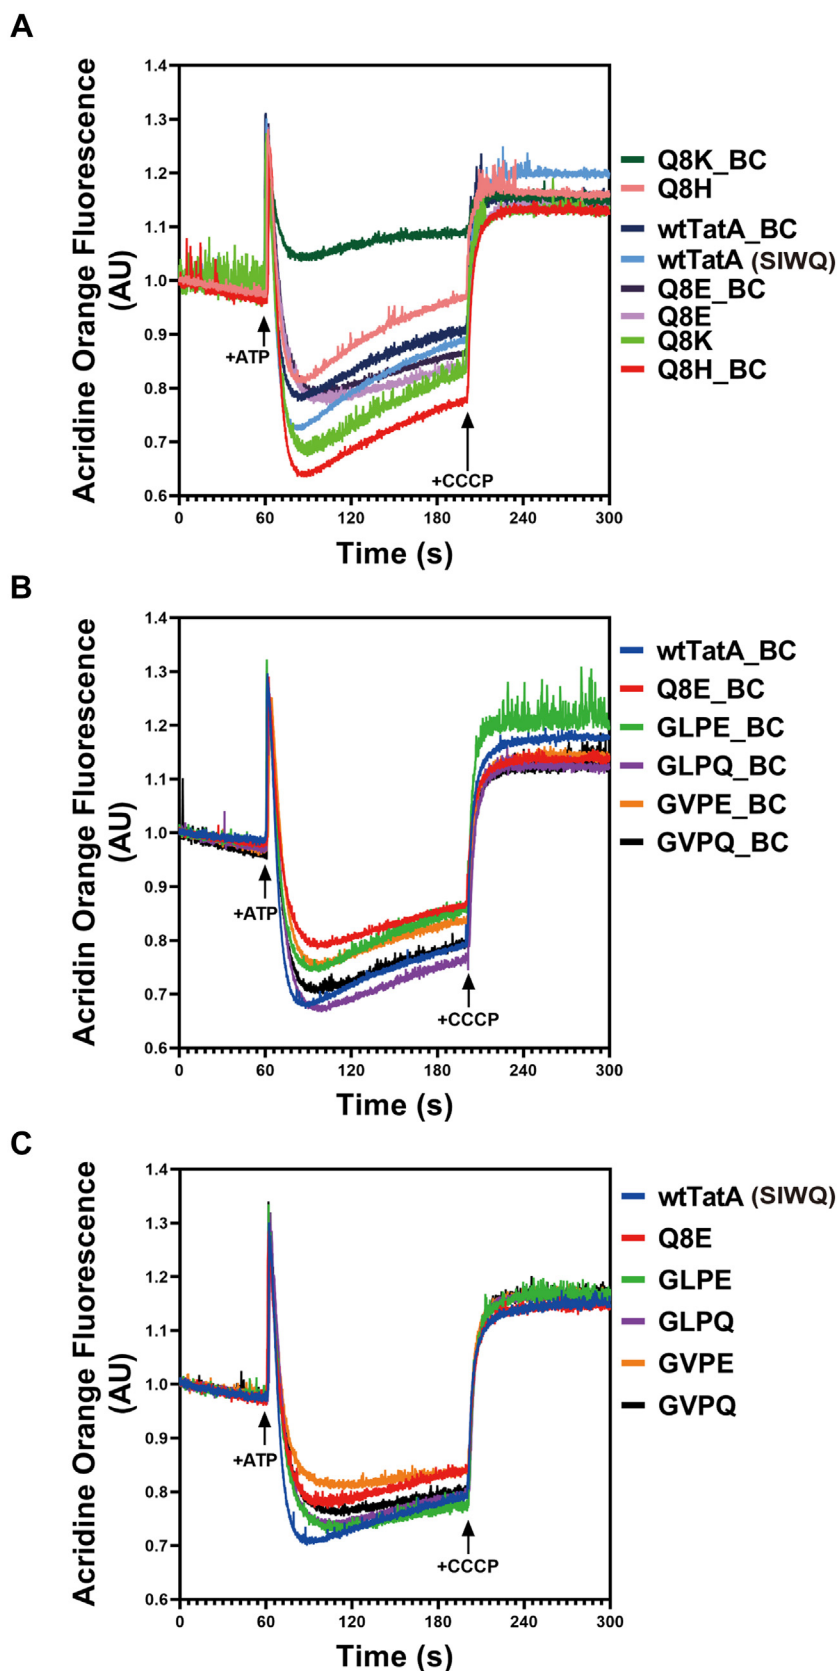 A
Acridine Orange Fluorescence
(AU)
1.4
1.3
1.2
1.1
1.0
0.9
0.8
0.7
0.6
+ATP
+CCCP
0
60
120
180
240
300
Time (s)
Q8K_BC
Q8H
wtTatA_BC
wtTatA (SIWQ)
Q8E_BC
Q8E
Q8K
Q8H_BC
B
Acridin Orange Fluorescence
(AU)
1.4
1.3
1.2
1.1
1.0
0.9
0.8
0.7
0.6
+ATP
+CCCP
0
60
120
180
240
300
Time (s)
wtTatA_BC
Q8E_BC
GLPE_BC
GLPQ_BC
GVPE_BC
GVPQ_BC
C
Acridine Orange Fluorescence
(AU)
1.4
1.3
1.2
1.1
1.0
0.9
0.8
0.7
0.6
+ATP
+CCCP
0
60
120
180
240
300
Time (s)
wtTatA (SIWQ)
Q8E
GLPE
GLPQ
GVPE
GVPQ